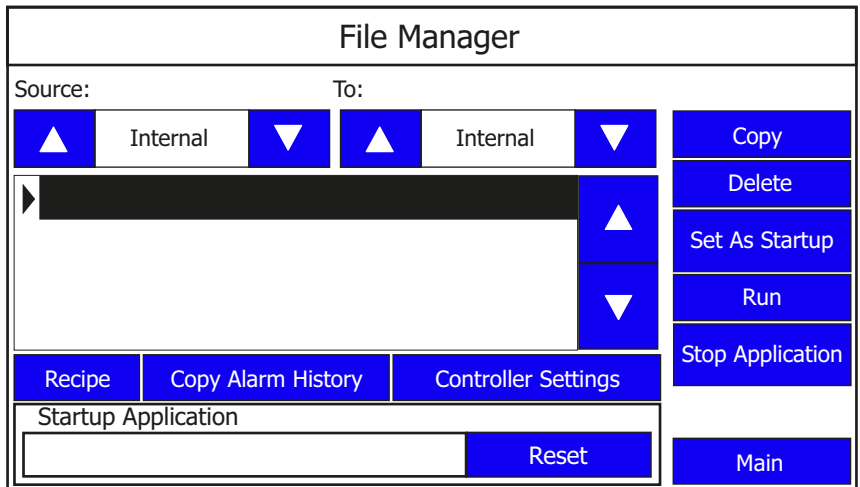 File Manager
Source: To:
Internal Internal
Copy
Delete
Set As Startup
Run
Stop Application
Recipe Copy Alarm History Controller Settings
Startup Application
Reset
Main